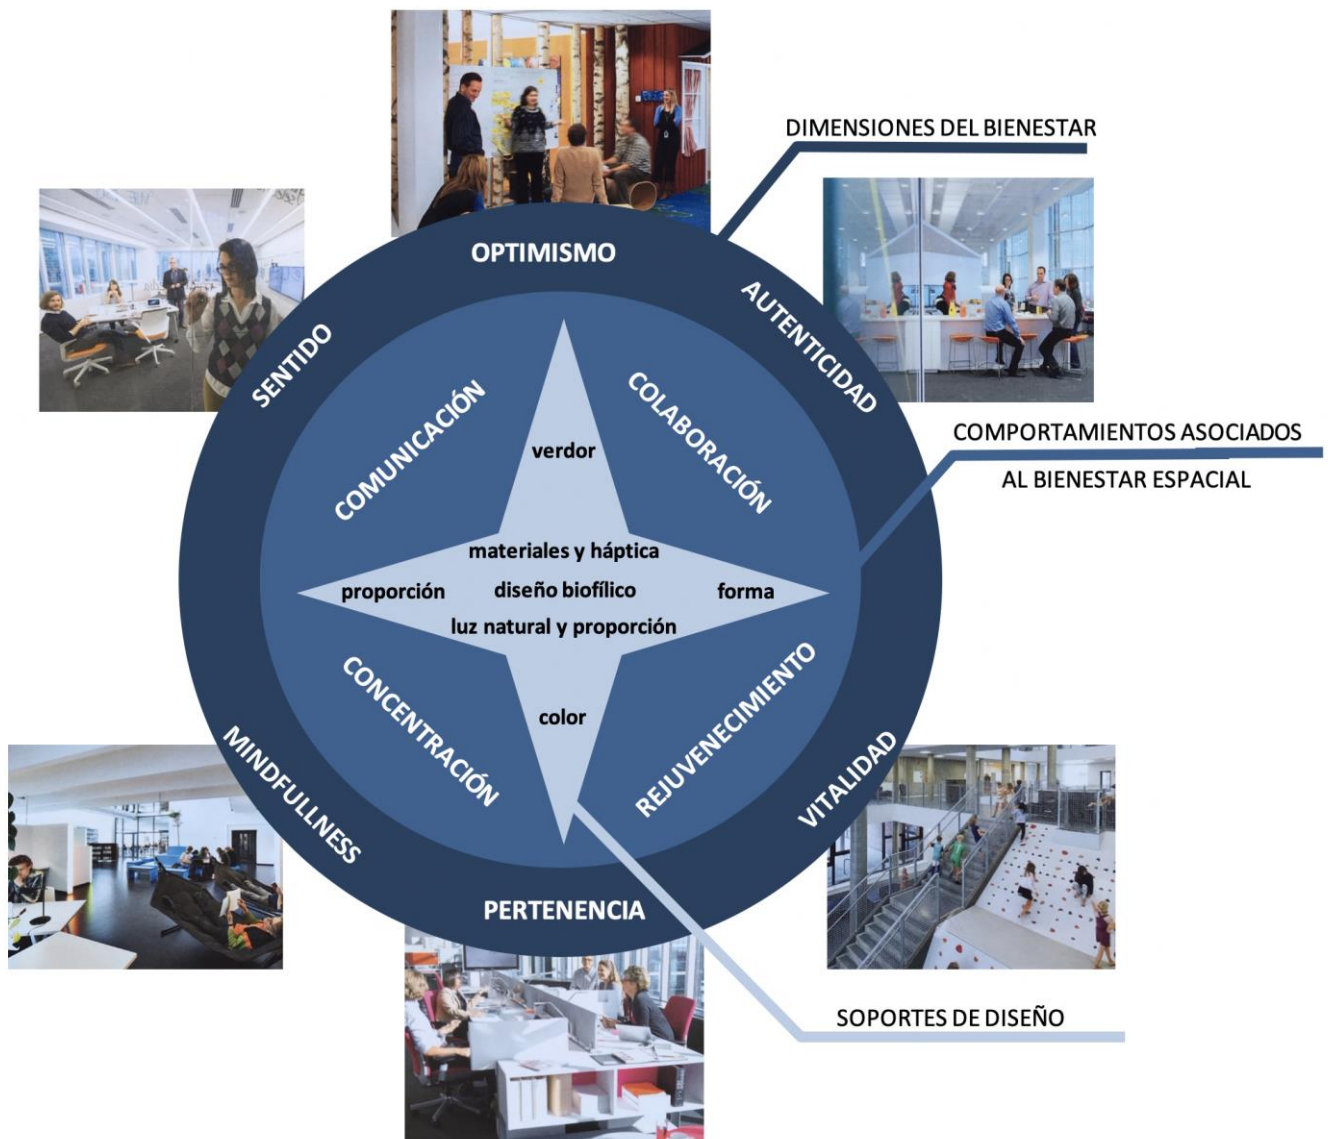 DIMENSIONES DEL BIENESTAR
OPTIMISMO
AUTENTICIDAD
SENTIDO
COMPORTAMIENTOS ASOCIADOS
AL BIENESTAR ESPACIAL
COMUNICACIÓN
COLABORACIÓN
verdor
materiales y háptica
proporción
diseño biofílico
forma
luz natural y proporción
CONCENTRACIÓN
REJUVENECIMIENTO
color
MINDFULLNESS
VITALIDAD
PERTENENCIA
SOPORTES DE DISEÑO